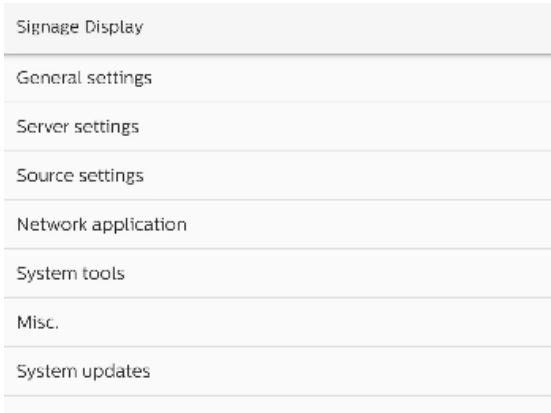 Signage Display
General settings
Server settings
Source settings
Network application
System tools
Misc.
System updates